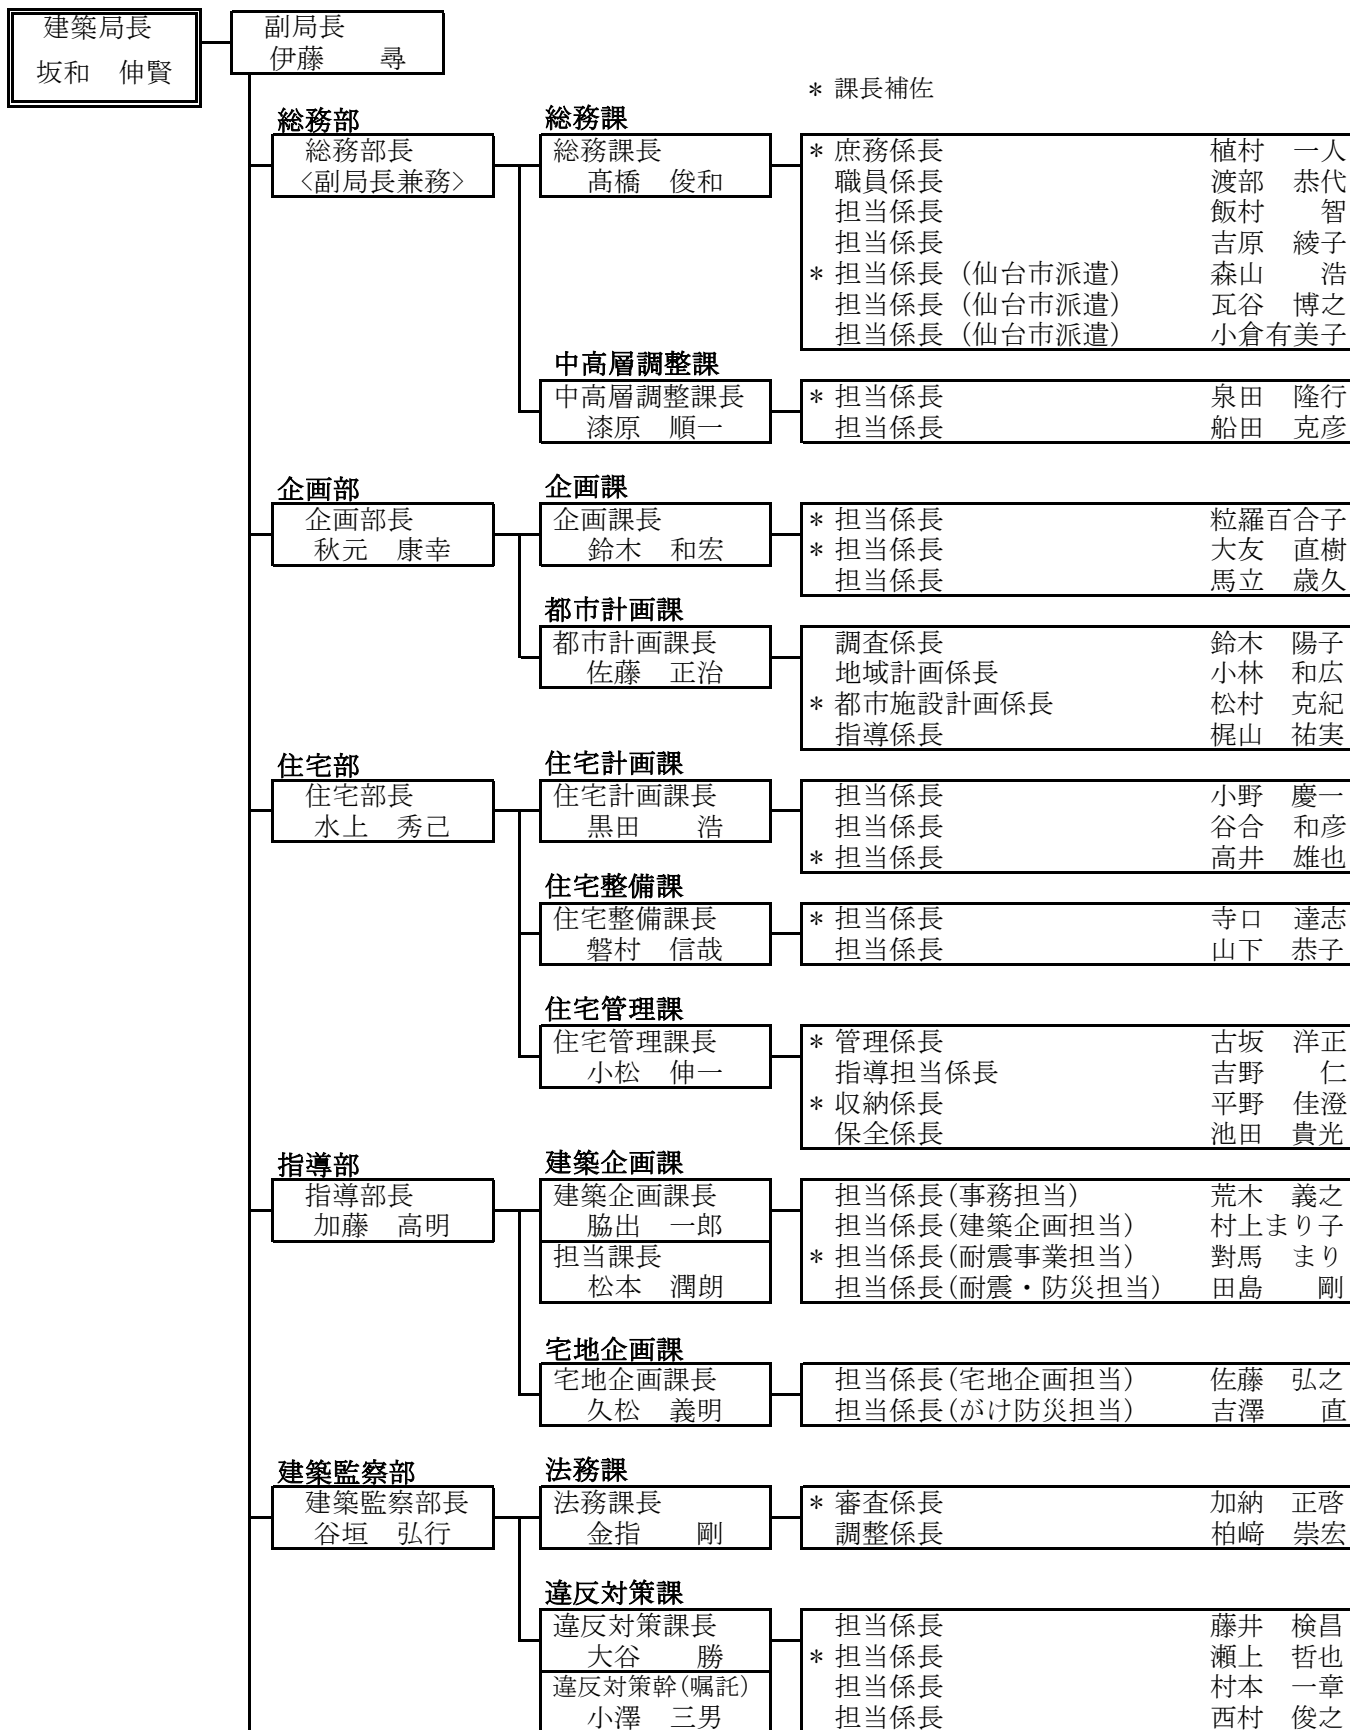 建築局長
坂和　伸賢
副局長
伊藤　　尋
* 課長補佐
総務部
総務部長
〈副局長兼務〉
総務課
総務課長
髙橋　俊和
* 庶務係長　植村　一人
職員係長　渡部　恭代
担当係長　飯村　　智
担当係長　吉原　綾子
* 担当係長（仙台市派遣）　森山　　浩
担当係長（仙台市派遣）　瓦谷　博之
担当係長（仙台市派遣）　小倉有美子
中高層調整課
中高層調整課長
漆原　順一
* 担当係長　泉田　隆行
担当係長　船田　克彦
企画部
企画部長
秋元　康幸
企画課
企画課長
鈴木　和宏
* 担当係長　粒羅百合子
* 担当係長　大友　直樹
担当係長　馬立　歳久
都市計画課
都市計画課長
佐藤　正治
調査係長　鈴木　陽子
地域計画係長　小林　和広
* 都市施設計画係長　松村　克紀
指導係長　梶山　祐実
住宅部
住宅部長
水上　秀己
住宅計画課
住宅計画課長
黒田　　浩
担当係長　小野　慶一
担当係長　谷合　和彦
* 担当係長　高井　雄也
住宅整備課
住宅整備課長
磐村　信哉
* 担当係長　寺口　達志
担当係長　山下　恭子
住宅管理課
住宅管理課長
小松　伸一
* 管理係長　古坂　洋正
指導担当係長　吉野　　仁
* 収納係長　平野　佳澄
保全係長　池田　貴光
指導部
指導部長
加藤　高明
建築企画課
建築企画課長
脇出　一郎
担当課長
松本　潤朗
担当係長(事務担当)　荒木　義之
担当係長(建築企画担当)　村上まり子
* 担当係長(耐震事業担当)　對馬　まり
担当係長(耐震・防災担当)　田島　　剛
宅地企画課
宅地企画課長
久松　義明
担当係長(宅地企画担当)　佐藤　弘之
担当係長(がけ防災担当)　吉澤　　直
建築監察部
建築監察部長
谷垣　弘行
法務課
法務課長
金指　　剛
* 審査係長　加納　正啓
調整係長　柏﨑　崇宏
違反対策課
違反対策課長
大谷　　勝
違反対策幹(嘱託)
小澤　三男
担当係長　藤井　検昌
* 担当係長　瀬上　哲也
担当係長　村本　一章
担当係長　西村　俊之